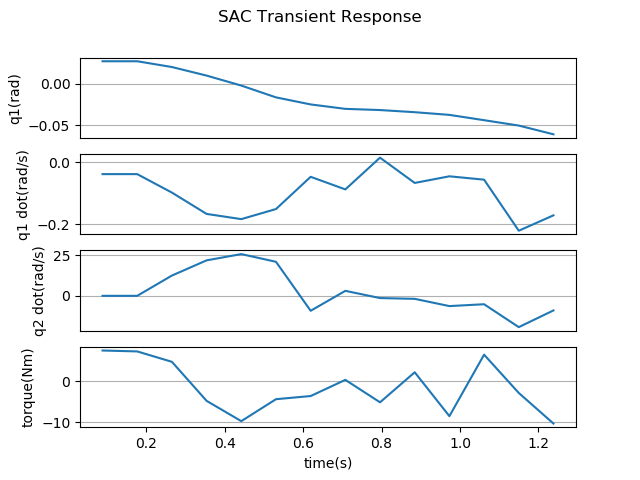 SAC Transient Response
q1(rad)
0.00
−0.05
q1 dot(rad/s)
0.0
−0.2
q2 dot(rad/s)
25
0
torque(Nm)
0
−10
0.2 0.4 0.6 0.8 1.0 1.2
time(s)